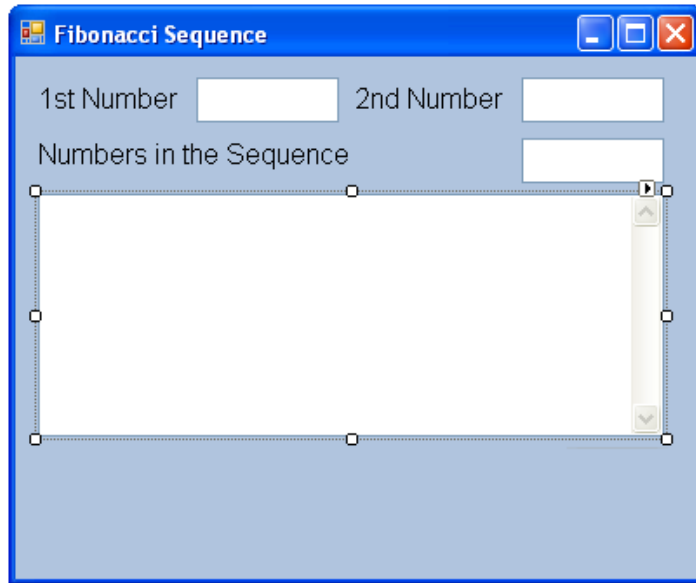 Fibonacci Sequence
1st Number 2nd Number
Numbers in the Sequence